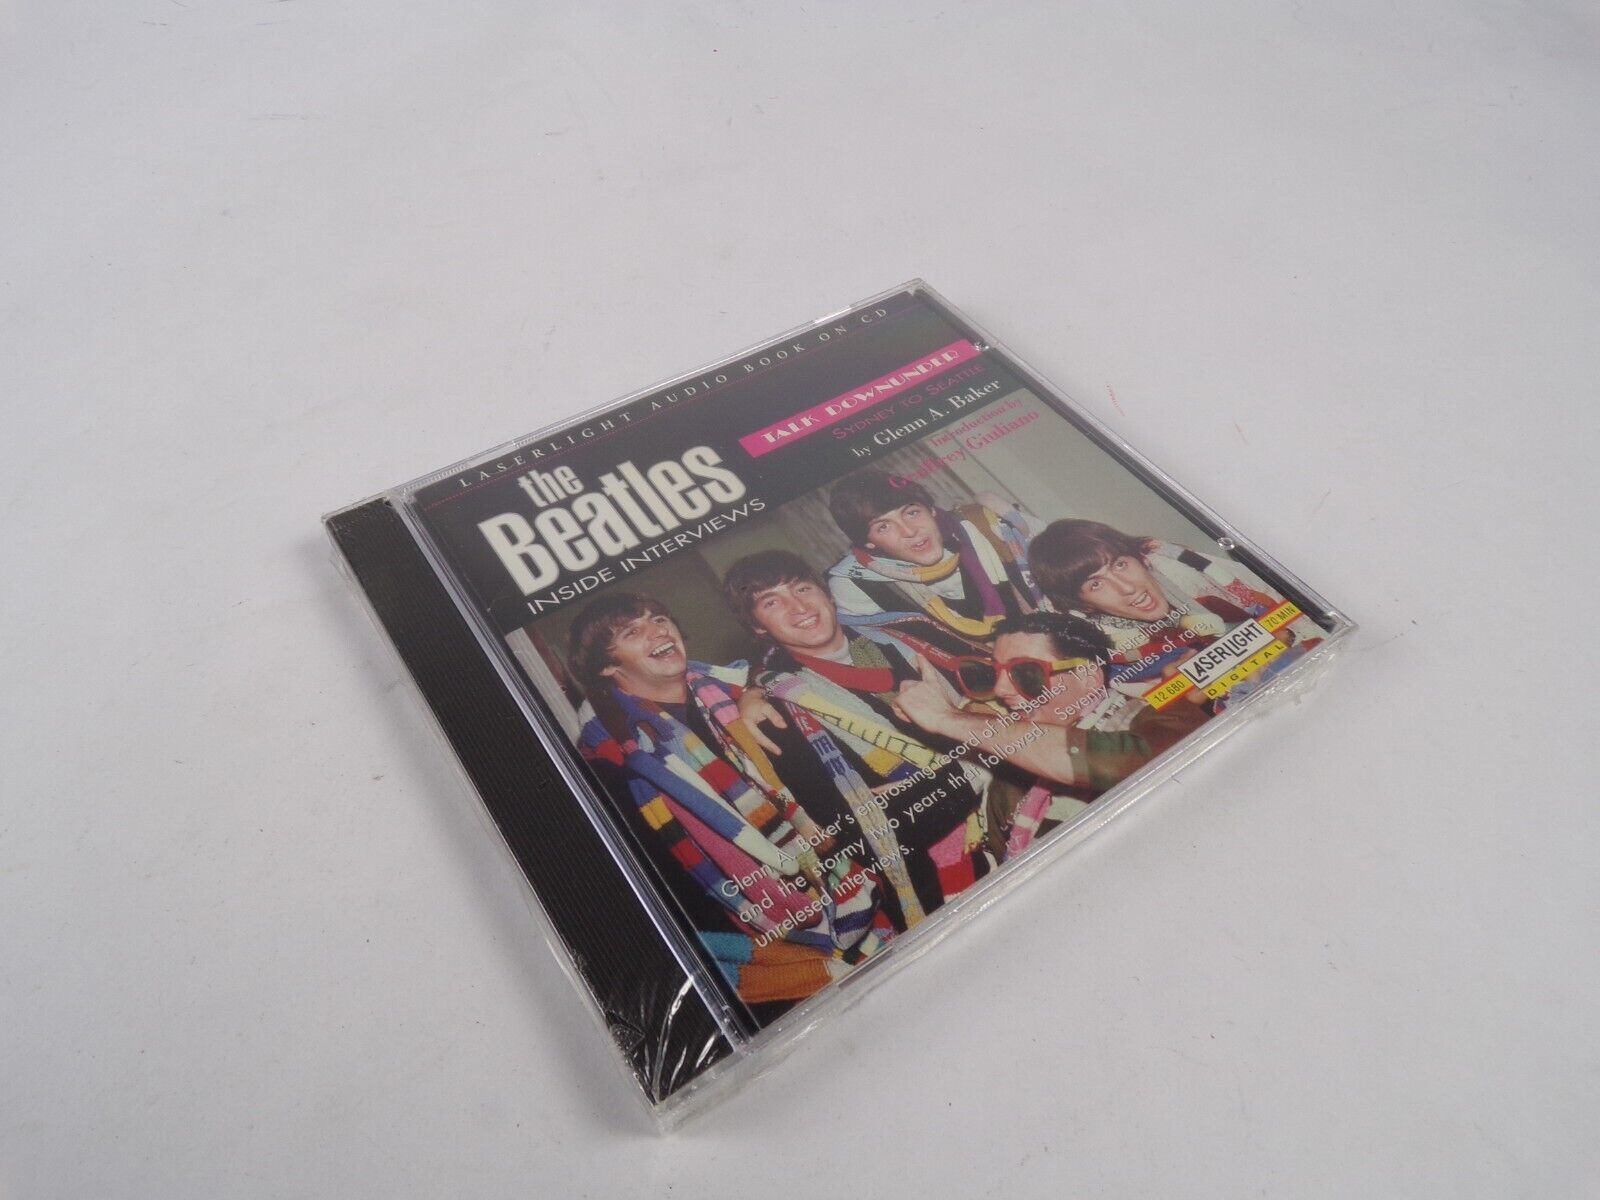 LASERLIGHT AUDIO BOOK ON CD
TALK DOWNUNDER
SYDNEY TO SEATTLE
by Glenn A. Baker
Introduction by
Geoffrey Giuliano
the
Beatles
INSIDE INTERVIEWS
Glenn A. Baker's engrossing record of the Beatles' 1964 Australian tour
and the stormy two years that followed. Seventy minutes of rare,
unrelesed interviews.
12 680
LASERLIGHT
70 MIN
DIGITAL